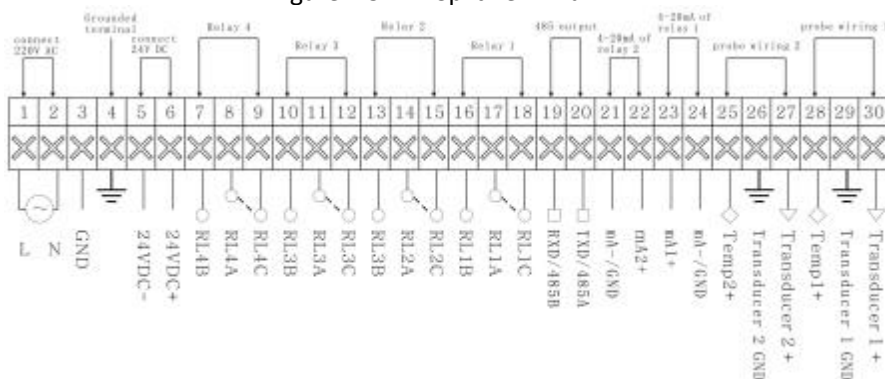 Grounded
terminal
connect
220V AC
connect
24V DC
Relay 4
Relay 3
Relay 2
Relay 1
485 output
4-20mA of
relay 2
4-20mA of
relay 1
probe wiring 2
probe wiring
1 2 3 4 5 6 7 8 9 10 11 12 13 14 15 16 17 18 19 20 21 22 23 24 25 26 27 28 29 30
L N
GND
24VDC-
24VDC+
RL4B
RL4A
RL4C
RL3B
RL3A
RL3C
RL3B
RL2A
RL2C
RL1B
RL1A
RL1C
RXD/485B
TXD/485A
mA-/GND
mA2+
mA1+
mA-/GND
Temp2+
Transducer 2 GND
Transducer 2 +
Temp1+
Transducer 1 GND
Transducer 1 +